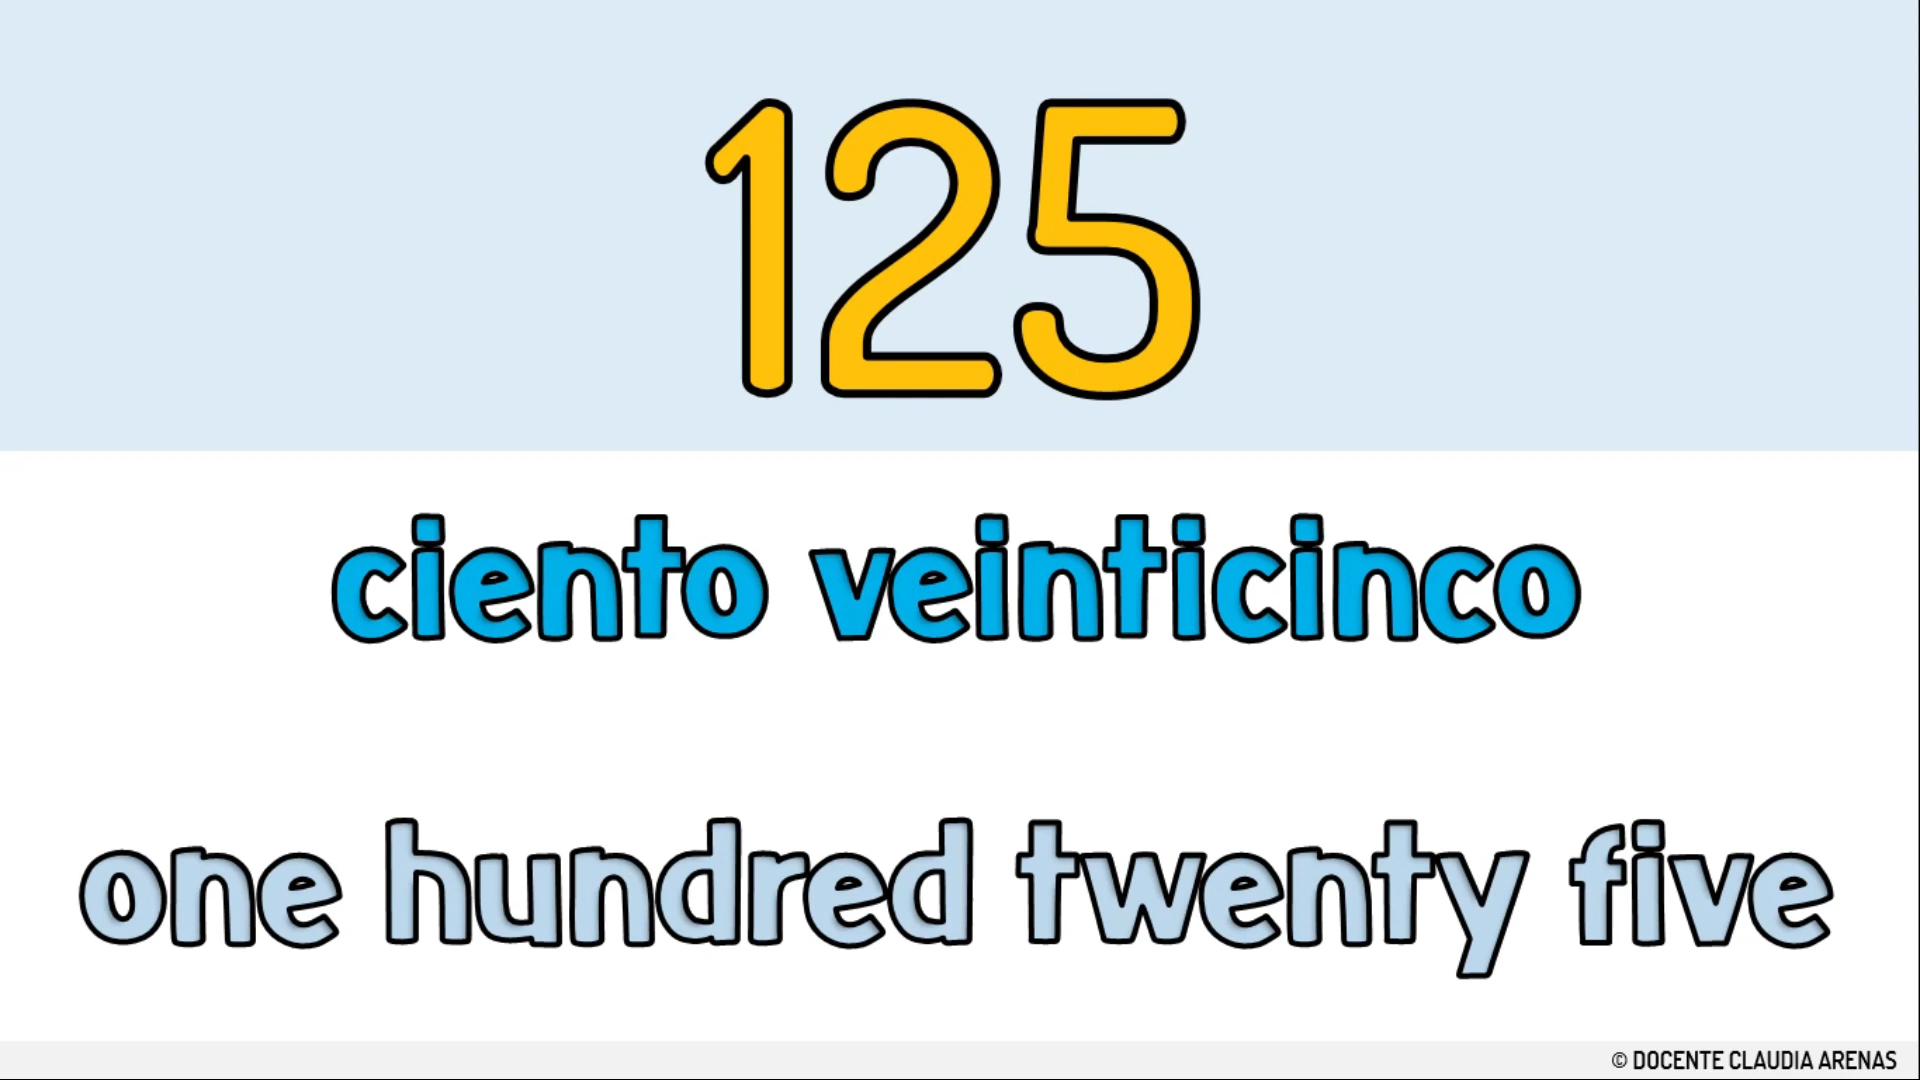 125
ciento veinticinco
one hundred twenty five
© DOCENTE CLAUDIA ARENAS